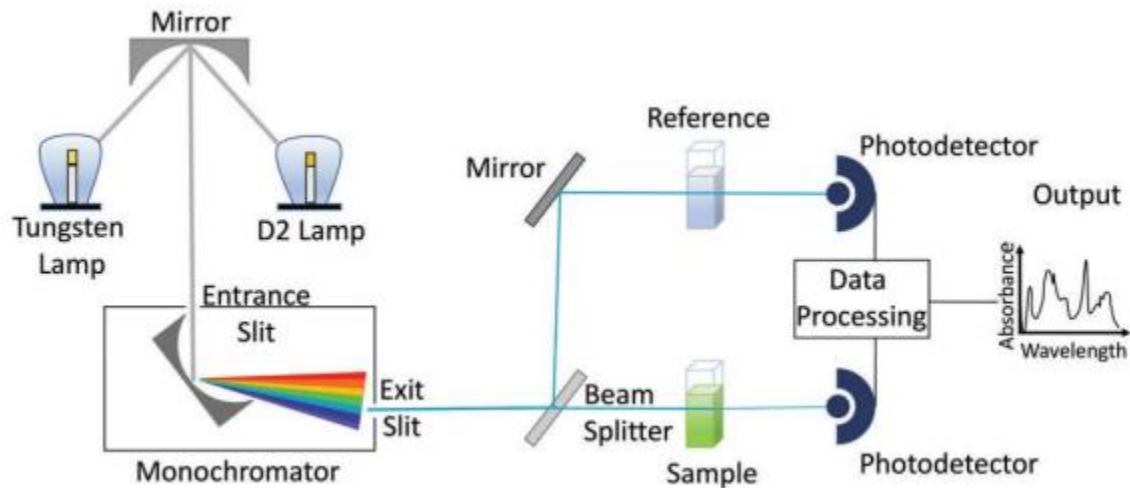 Mirror
Tungsten
Lamp
D2 Lamp
Entrance
Slit
Exit
Slit
Monochromator
Mirror
Beam
Splitter
Reference
Sample
Photodetector
Data
Processing
Photodetector
Output
Absorbance
Wavelength